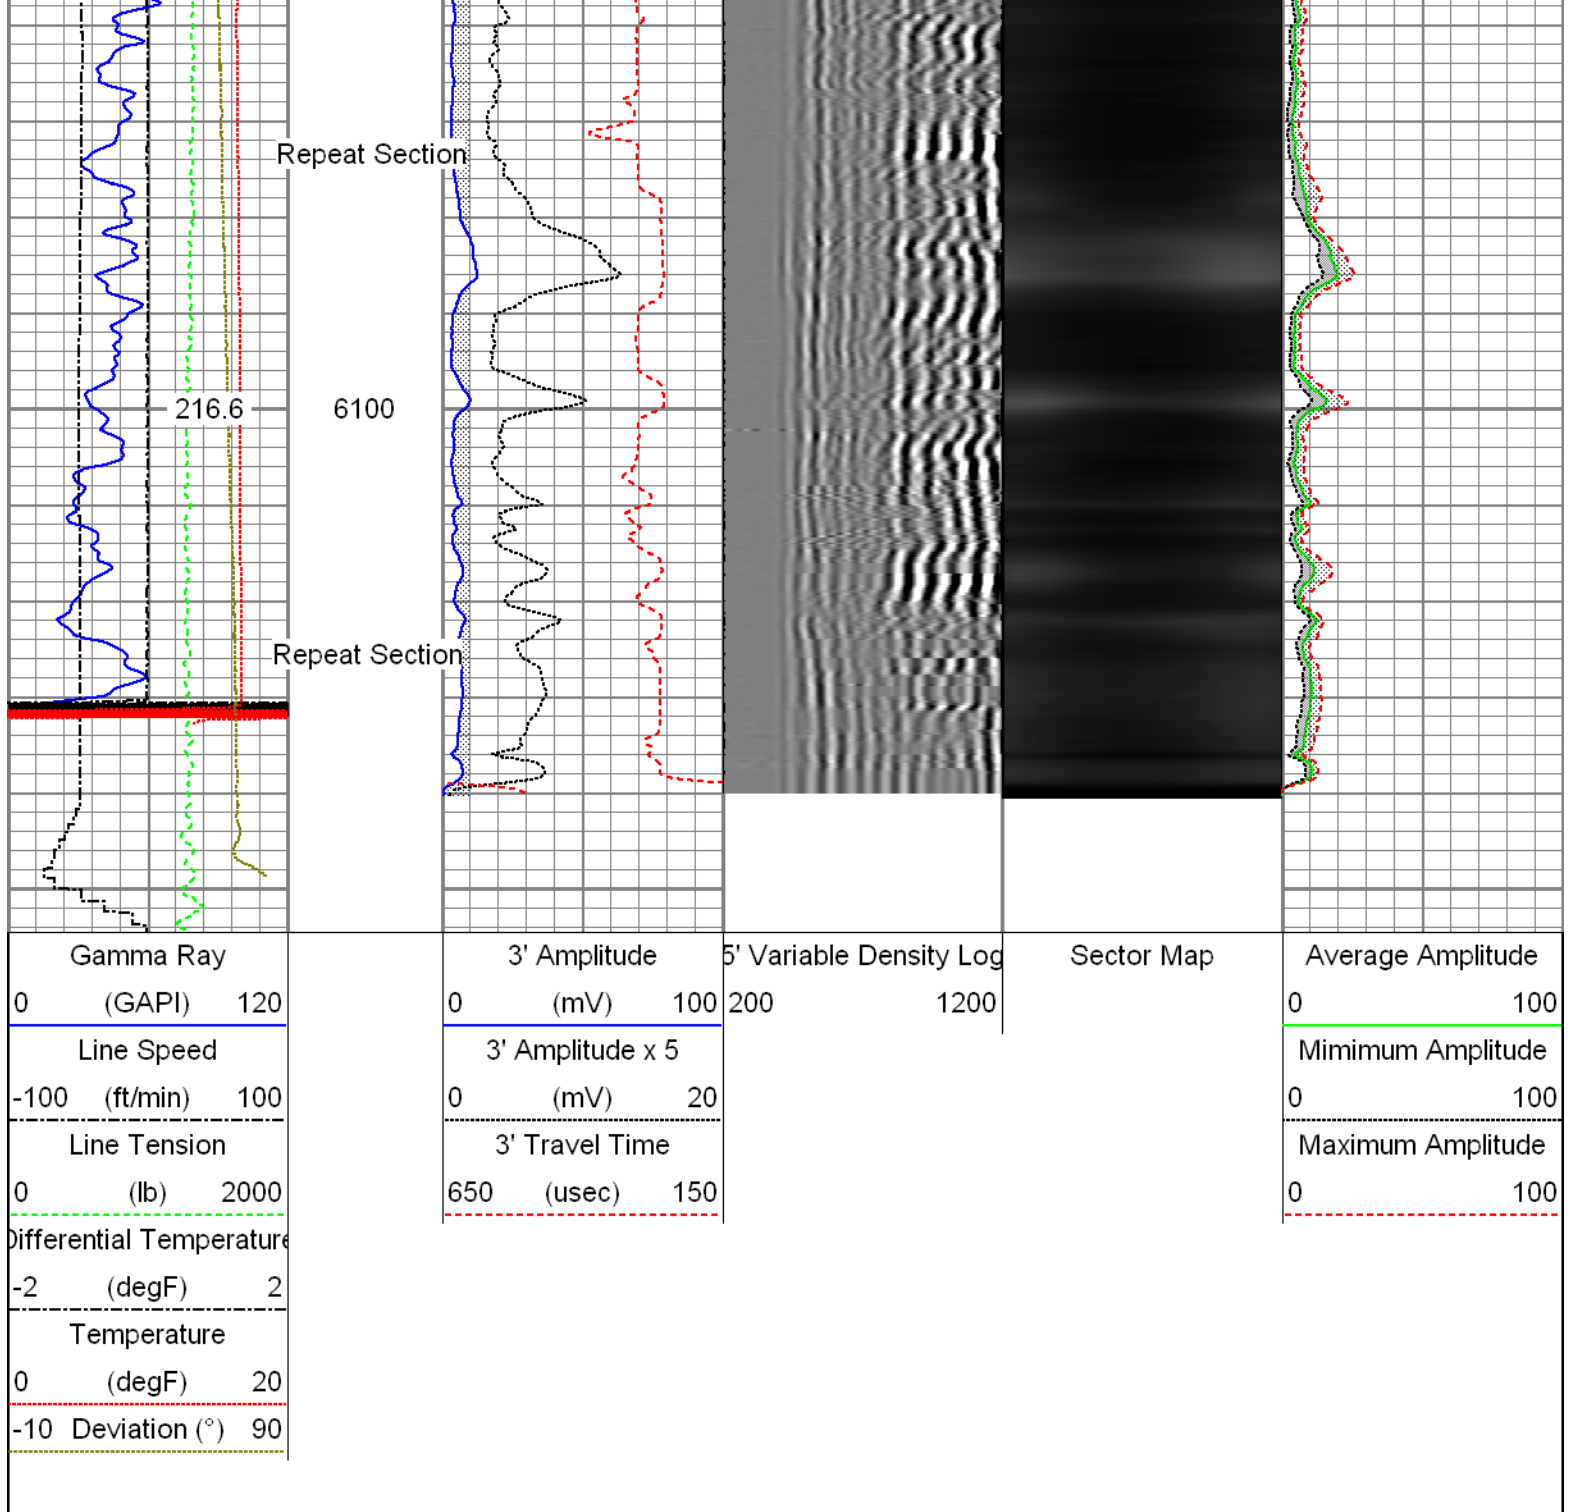 Repeat Section
216.6
6100
Repeat Section
Gamma Ray
0 (GAPI) 120
Line Speed
-100 (ft/min) 100
Line Tension
0 (lb) 2000
Differential Temperature
-2 (degF) 2
Temperature
0 (degF) 20
-10 Deviation (°) 90
3' Amplitude
0 (mV) 100
3' Amplitude x 5
0 (mV) 20
3' Travel Time
650 (usec) 150
5' Variable Density Log
200 1200
Sector Map
Average Amplitude
0 100
Mimimum Amplitude
0 100
Maximum Amplitude
0 100